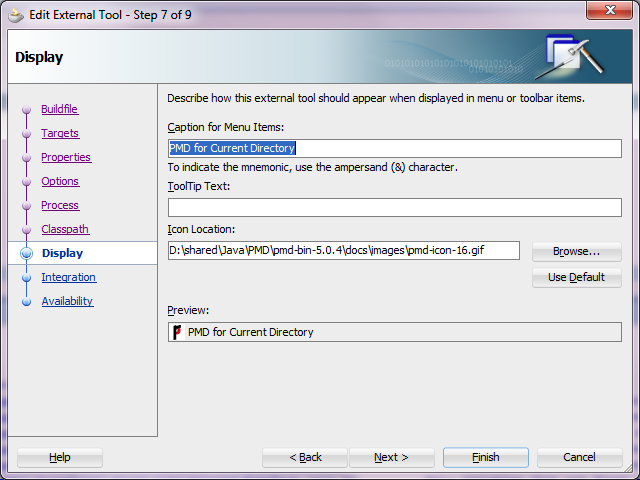 Edit External Tool - Step 7 of 9
Display
010101010101010101010101010101
0101010101
Describe how this external tool should appear when displayed in menu or toolbar items.
Buildfile
Targets
Properties
Options
Process
Classpath
Display
Integration
Availability
Caption for Menu Items:
PMD for Current Directory
To indicate the mnemonic, use the ampersand (&) character.
ToolTip Text:
Icon Location:
D:\shared\Java\PMD\pmd-bin-5.0.4\docs\images\pmd-icon-16.gif
Browse...
Use Default
Preview:
PMD for Current Directory
Help
< Back
Next >
Finish
Cancel